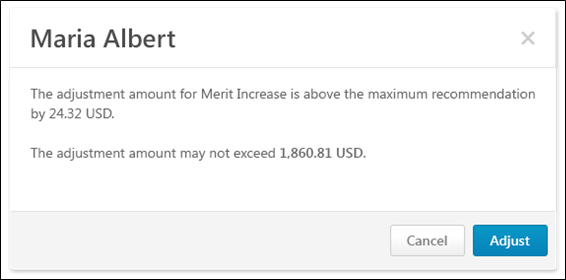 Maria Albert
The adjustment amount for Merit Increase is above the maximum recommendation
by 24.32 USD.
The adjustment amount may not exceed 1,860.81 USD.
Cancel
Adjust